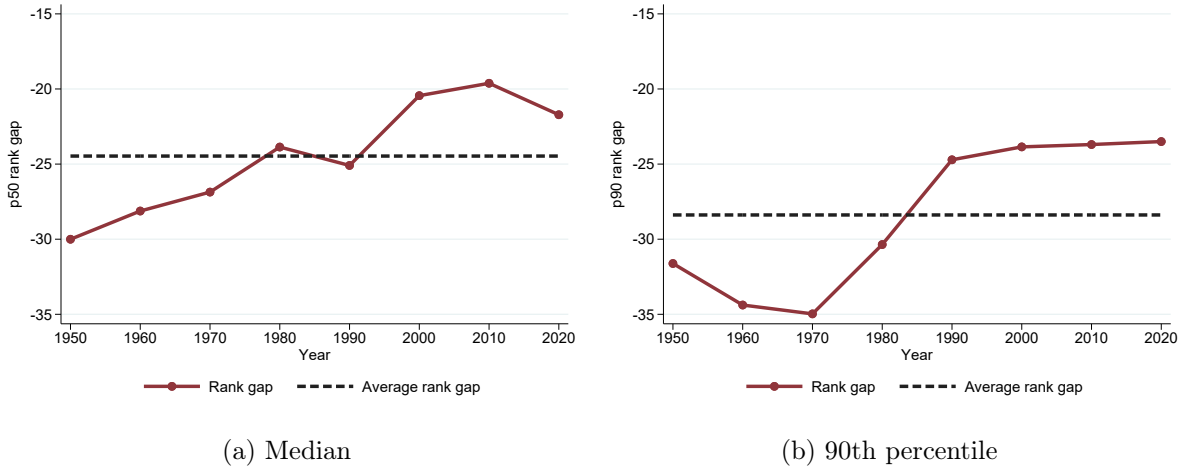 -15
-20
-25
-30
-35
p50 rank gap
1950 1960 1970 1980 1990 2000 2010 2020
Year
Rank gap Average rank gap
(a) Median
-15
-20
-25
-30
-35
p90 rank gap
1950 1960 1970 1980 1990 2000 2010 2020
Year
Rank gap Average rank gap
(b) 90th percentile